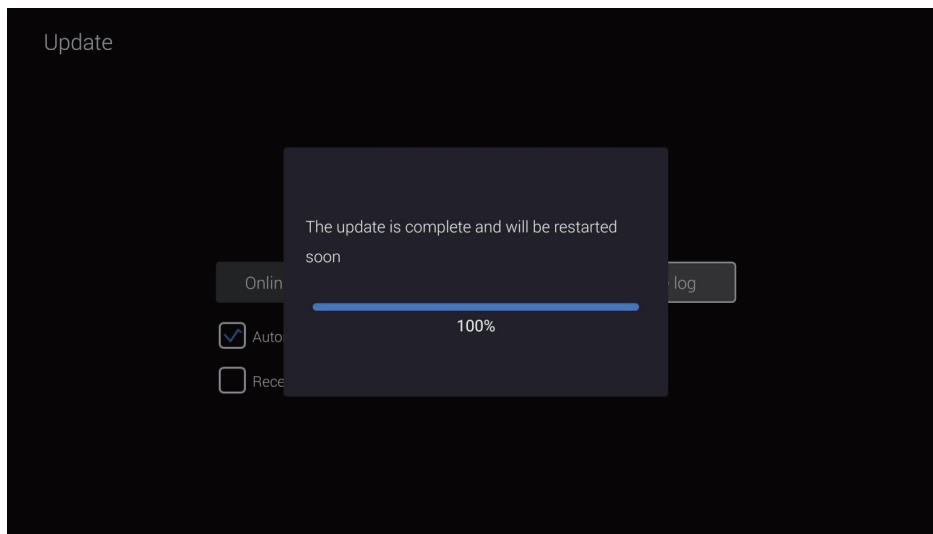 Update
The update is complete and will be restarted
soon
Onlin
log
100%
Auto
Rece